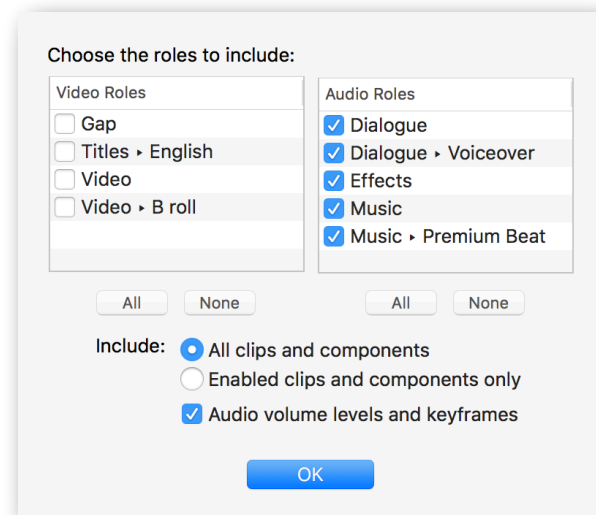 Choose the roles to include:
Video Roles
Gap
Titles ▸ English
Video
Video ▸ B roll
All
None
Audio Roles
Dialogue
Dialogue ▸ Voiceover
Effects
Music
Music ▸ Premium Beat
All
None
Include:
All clips and components
Enabled clips and components only
Audio volume levels and keyframes
OK